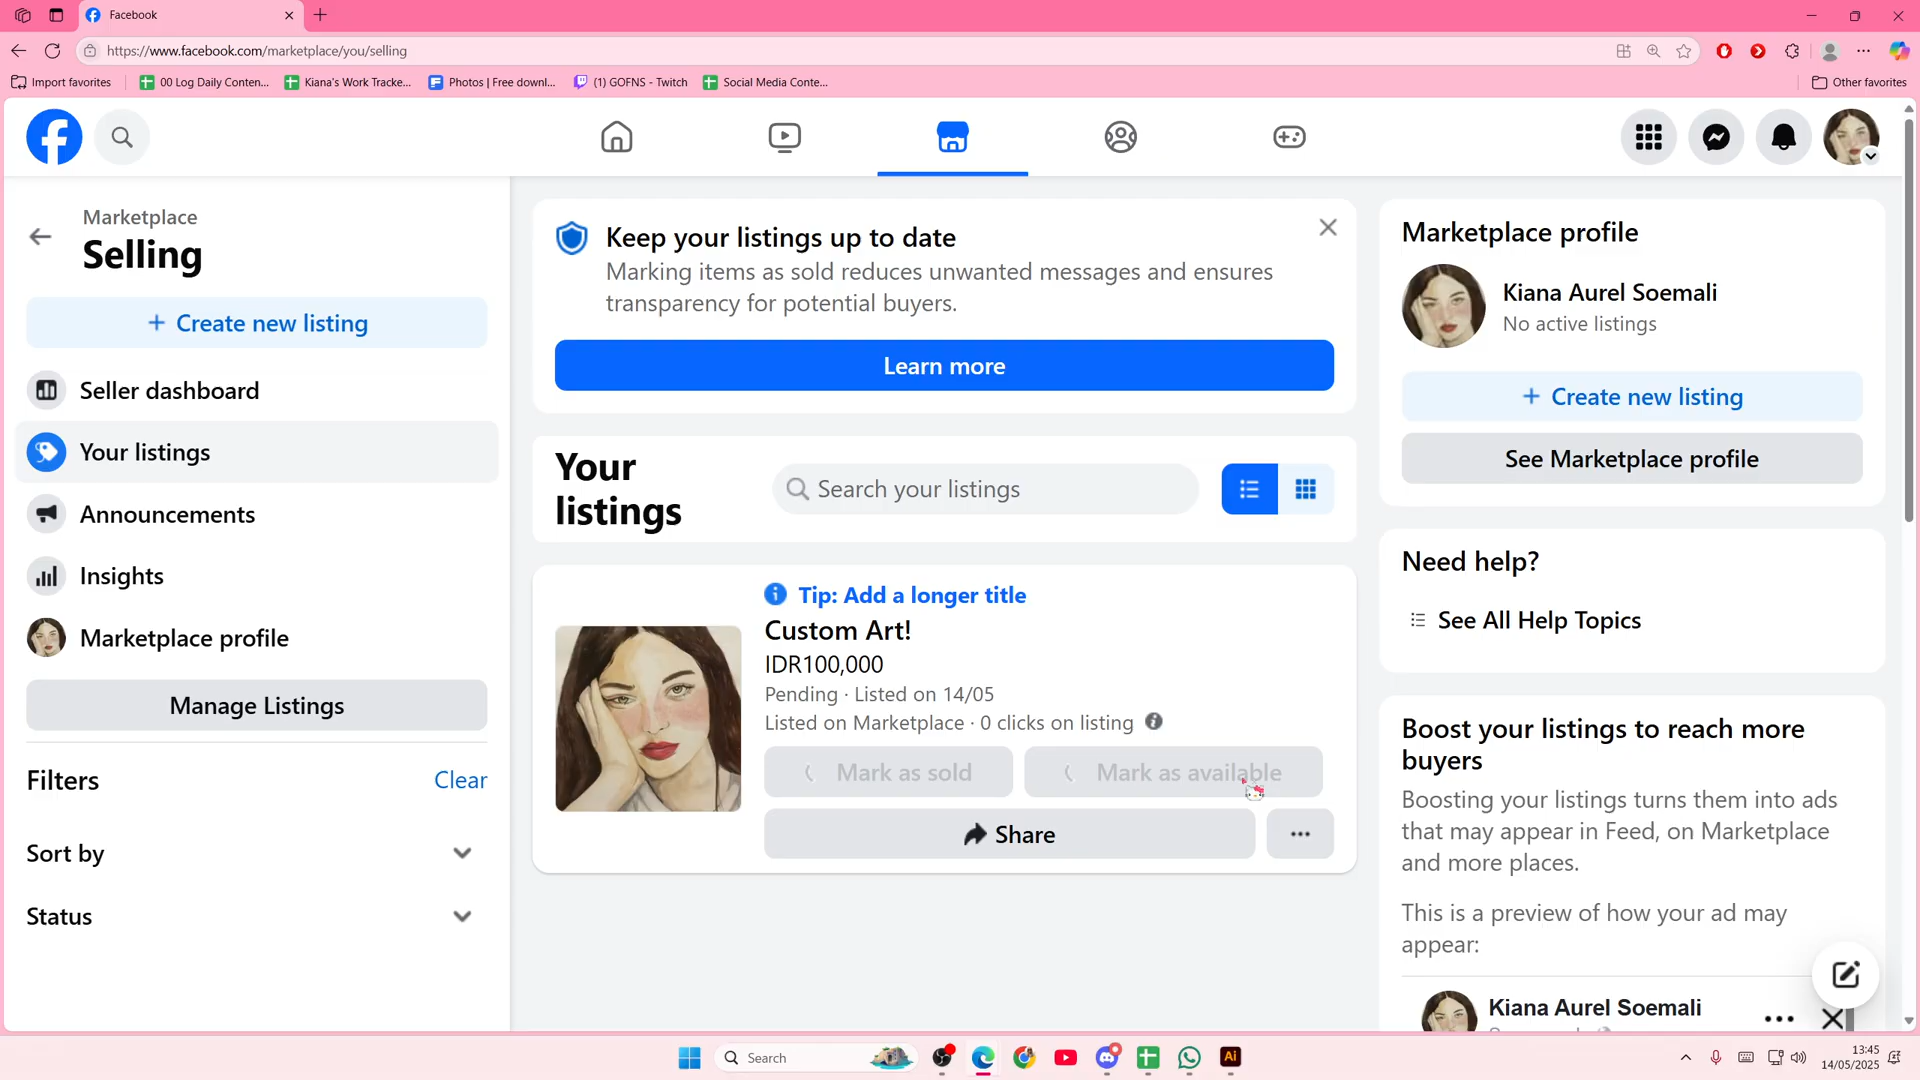 Facebook
https://www.facebook.com/marketplace/you/selling
Import favorites
00 Log Daily Conten...
Kiana's Work Tracke...
Photos | Free downl...
(1) GOFNS - Twitch
Social Media Conte...
Other favorites
Marketplace
Selling
+ Create new listing
Seller dashboard
Your listings
Announcements
Insights
Marketplace profile
Manage Listings
Filters
Clear
Sort by
Status
Keep your listings up to date
Marking items as sold reduces unwanted messages and ensures
transparency for potential buyers.
Learn more
Your
listings
Search your listings
Tip: Add a longer title
Custom Art!
IDR100,000
Pending · Listed on 14/05
Listed on Marketplace · 0 clicks on listing
Mark as sold
Mark as available
Share
Marketplace profile
Kiana Aurel Soemali
No active listings
+ Create new listing
See Marketplace profile
Need help?
See All Help Topics
Boost your listings to reach more
buyers
Boosting your listings turns them into ads
that may appear in Feed, on Marketplace
and more places.
This is a preview of how your ad may
appear:
Kiana Aurel Soemali
Search
Ai
13:45
14/05/2025